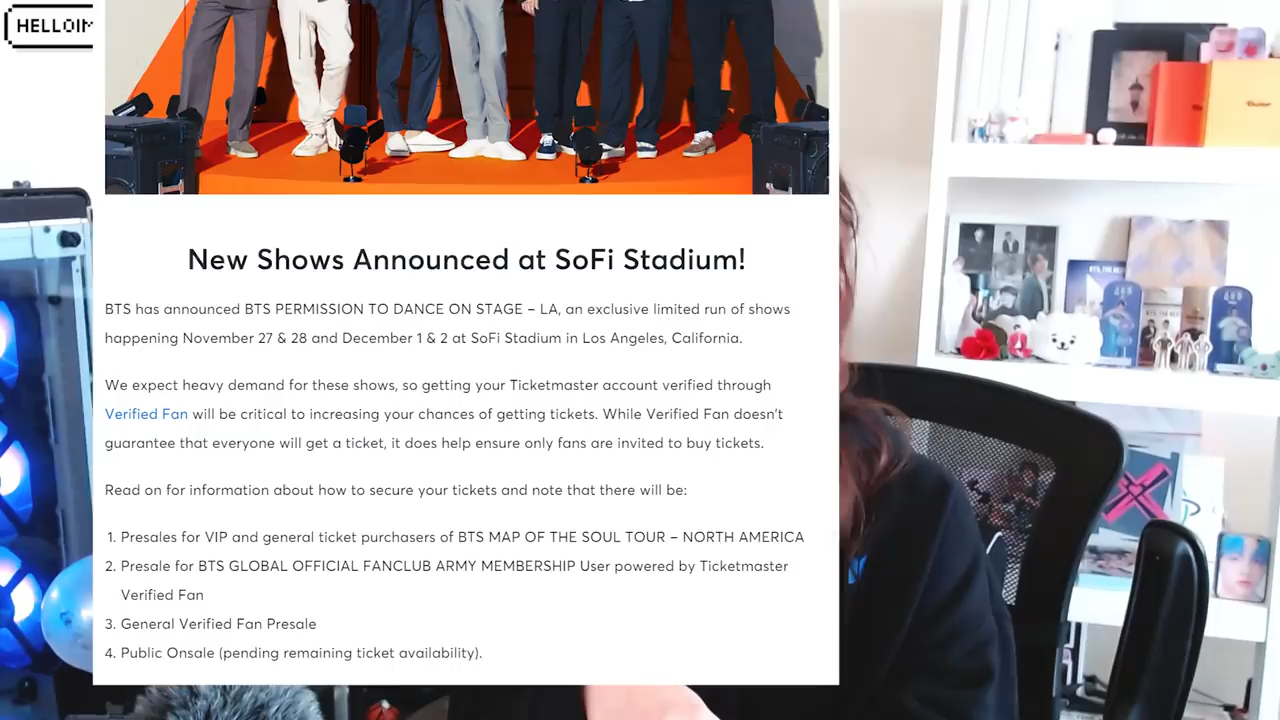 HELLO
New Shows Announced at SoFi Stadium!
BTS has announced BTS PERMISSION TO DANCE ON STAGE – LA, an exclusive limited run of shows
happening November 27 & 28 and December 1 & 2 at SoFi Stadium in Los Angeles, California.
We expect heavy demand for these shows, so getting your Ticketmaster account verified through
Verified Fan will be critical to increasing your chances of getting tickets. While Verified Fan doesn't
guarantee that everyone will get a ticket, it does help ensure only fans are invited to buy tickets.
Read on for information about how to secure your tickets and note that there will be:
1. Presales for VIP and general ticket purchasers of BTS MAP OF THE SOUL TOUR – NORTH AMERICA
2. Presale for BTS GLOBAL OFFICIAL FANCLUB ARMY MEMBERSHIP User powered by Ticketmaster
Verified Fan
3. General Verified Fan Presale
4. Public Onsale (pending remaining ticket availability).